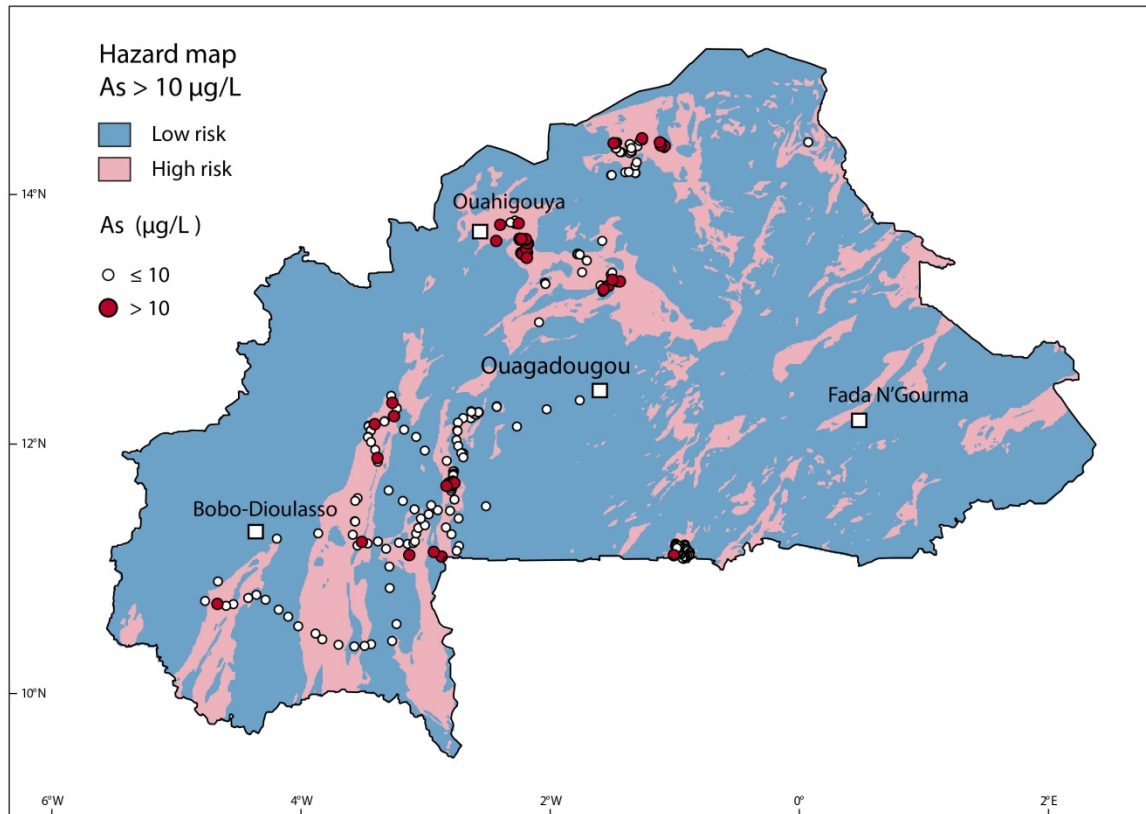 Hazard map
As > 10 µg/L
Low risk
High risk
As (µg/L )
≤ 10
> 10
14°N
12°N
10°N
Ouahigouya
Ouagadougou
Fada N'Gourma
Bobo-Dioulasso
6°W
4°W
2°W
0°
2°E